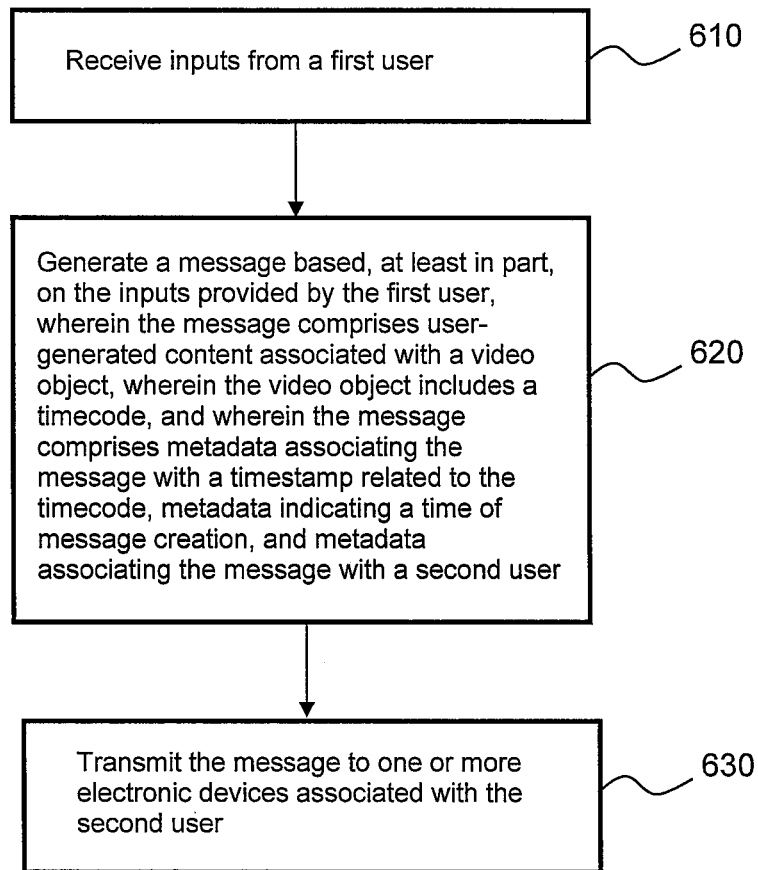 Receive inputs from a first user
610
Generate a message based, at least in part,
on the inputs provided by the first user,
wherein the message comprises user-
generated content associated with a video
object, wherein the video object includes a
timecode, and wherein the message
comprises metadata associating the
message with a timestamp related to the
timecode, metadata indicating a time of
message creation, and metadata
associating the message with a second user
620
Transmit the message to one or more
electronic devices associated with the
second user
630